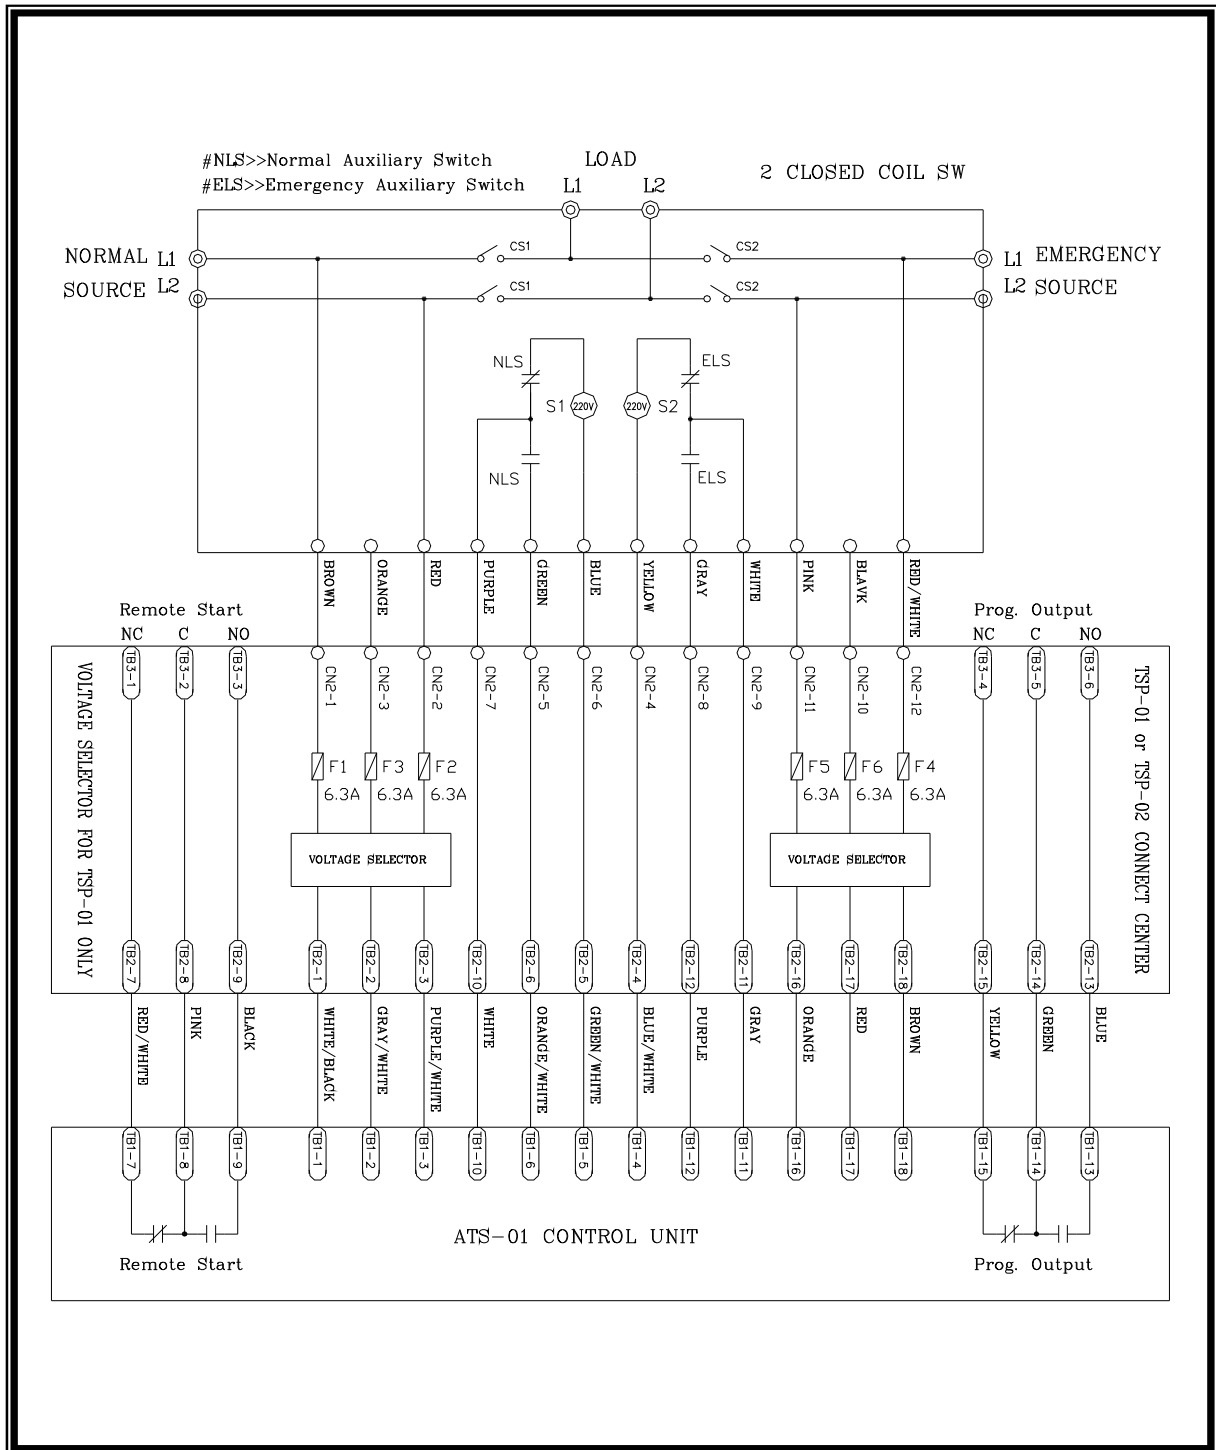 #NLS>>Normal Auxiliary Switch
#ELS>>Emergency Auxiliary Switch
LOAD
L1 L2
2 CLOSED COIL SW
NORMAL L1
SOURCE L2
CS1 CS2
CS1 CS2
L1 EMERGENCY
L2 SOURCE
NLS ELS
S1 220V 220V S2
NLS ELS
BROWN ORANGE RED PURPLE GREEN BLUE YELLOW GRAY WHITE PINK BLAVK RED/WHITE
Remote Start Prog. Output
NC C NO NC C NO
TB3-1 TB3-2 TB3-3 CN2-1 CN2-3 CN2-2 CN2-7 CN2-5 CN2-6 CN2-4 CN2-8 CN2-9 CN2-11 CN2-10 CN2-12 TB3-4 TB3-5 TB3-6
VOLTAGE SELECTOR FOR TSP-01 ONLY
TSP-01 or TSP-02 CONNECT CENTER
F1 F3 F2 F5 F6 F4
6.3A 6.3A 6.3A 6.3A 6.3A 6.3A
VOLTAGE SELECTOR VOLTAGE SELECTOR
TB2-7 TB2-8 TB2-9 TB2-1 TB2-2 TB2-3 TB2-10 TB2-6 TB2-5 TB2-4 TB2-12 TB2-11 TB2-16 TB2-17 TB2-18 TB2-15 TB2-14 TB2-13
RED/WHITE PINK BLACK WHITE/BLACK GRAY/WHITE PURPLE/WHITE WHITE ORANGE/WHITE GREEN/WHITE BLUE/WHITE PURPLE GRAY ORANGE RED BROWN YELLOW GREEN BLUE
TB1-7 TB1-8 TB1-9 TB1-1 TB1-2 TB1-3 TB1-10 TB1-6 TB1-5 TB1-4 TB1-12 TB1-11 TB1-16 TB1-17 TB1-18 TB1-15 TB1-14 TB1-13
ATS-01 CONTROL UNIT
Remote Start Prog. Output